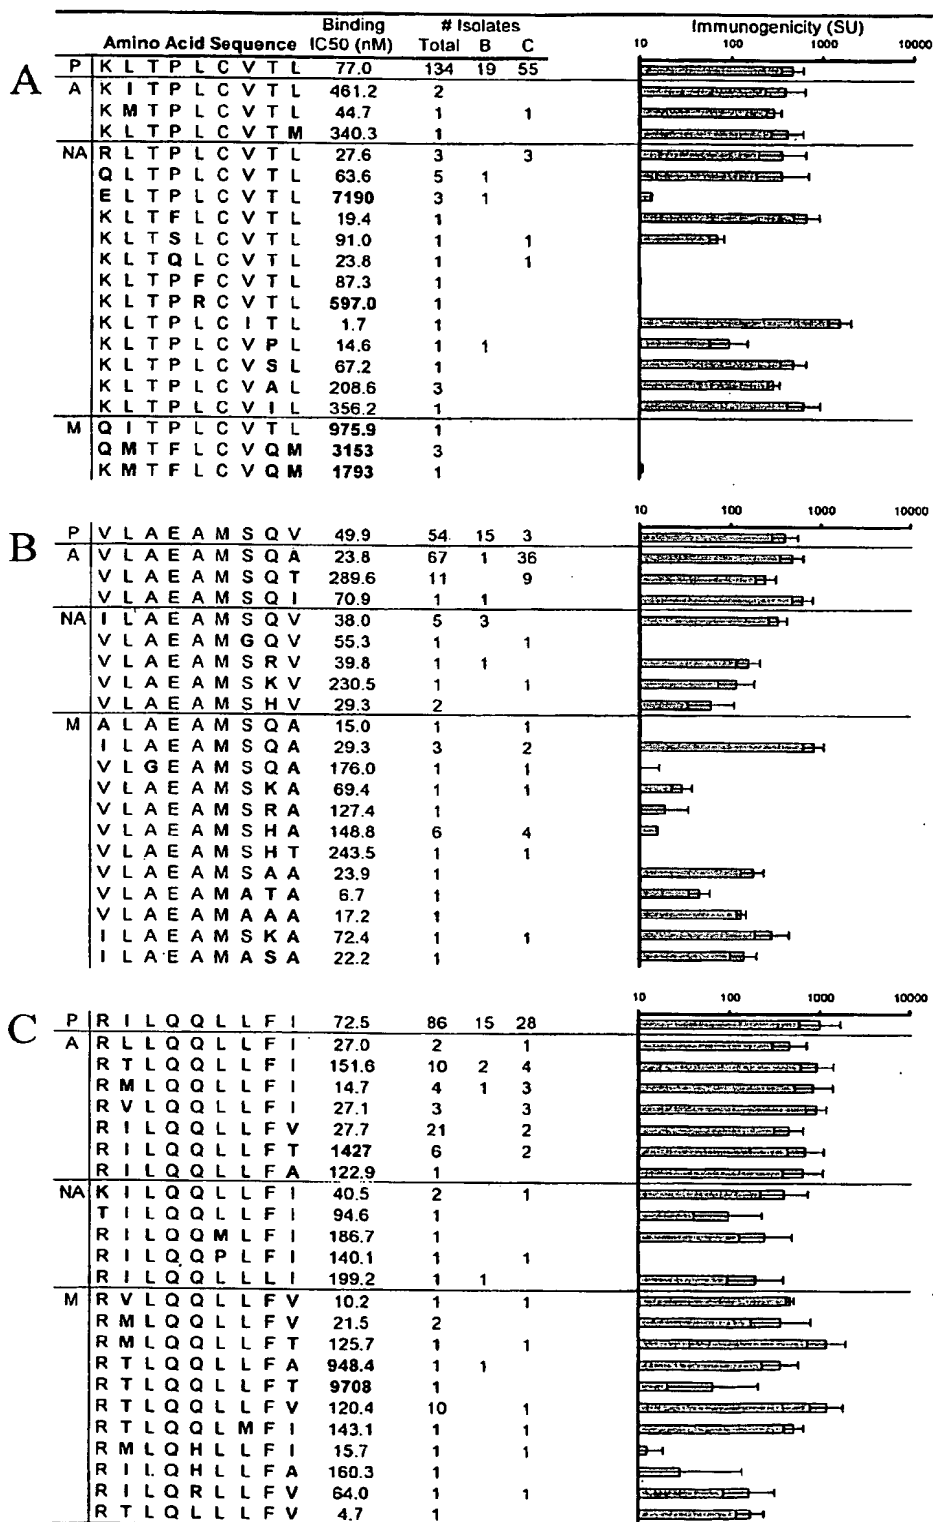 Binding # Isolates Immunogenicity (SU)
Amino Acid Sequence IC50 (nM) Total B C 10 100 1000 10000
A
P K L T P L C V T L 77.0 134 19 55
A K I T P L C V T L 461.2 2
K M T P L C V T L 44.7 1 1
K L T P L C V T M 340.3 1
NA R L T P L C V T L 27.6 3 3
Q L T P L C V T L 63.6 5 1
E L T P L C V T L 7190 3 1
K L T F L C V T L 19.4 1
K L T S L C V T L 91.0 1 1
K L T Q L C V T L 23.8 1 1
K L T P F C V T L 87.3 1
K L T P R C V T L 597.0 1
K L T P L C I T L 1.7 1
K L T P L C V P L 14.6 1 1
K L T P L C V S L 67.2 1
K L T P L C V A L 208.6 3
K L T P L C V I L 356.2 1
M Q I T P L C V T L 975.9 1
Q M T F L C V Q M 3153 3
K M T F L C V Q M 1793 1
B
10 100 1000 10000
P V L A E A M S Q V 49.9 54 15 3
A V L A E A M S Q A 23.8 67 1 36
V L A E A M S Q T 289.6 11 9
V L A E A M S Q I 70.9 1 1
NA I L A E A M S Q V 38.0 5 3
V L A E A M G Q V 55.3 1 1
V L A E A M S R V 39.8 1 1
V L A E A M S K V 230.5 1 1
V L A E A M S H V 29.3 2
M A L A E A M S Q A 15.0 1 1
I L A E A M S Q A 29.3 3 2
V L G E A M S Q A 176.0 1 1
V L A E A M S K A 69.4 1 1
V L A E A M S R A 127.4 1
V L A E A M S H A 148.8 6 4
V L A E A M S H T 243.5 1 1
V L A E A M S A A 23.9 1
V L A E A M A T A 6.7 1
V L A E A M A A A 17.2 1
I L A E A M S K A 72.4 1 1
I L A E A M A S A 22.2 1
C
10 100 1000 10000
P R I L Q Q L L F I 72.5 86 15 28
A R L L Q Q L L F I 27.0 2 1
R T L Q Q L L F I 151.6 10 2 4
R M L Q Q L L F I 14.7 4 1 3
R V L Q Q L L F I 27.1 3 3
R I L Q Q L L F V 27.7 21 2
R I L Q Q L L F T 1427 6 2
R I L Q Q L L F A 122.9 1
NA K I L Q Q L L F I 40.5 2 1
T I L Q Q L L F I 94.6 1
R I L Q Q M L F I 186.7 1
R I L Q Q P L F I 140.1 1 1
R I L Q Q L L L I 199.2 1 1
M R V L Q Q L L F V 10.2 1 1
R M L Q Q L L F V 21.5 2
R M L Q Q L L F T 125.7 1 1
R T L Q Q L L F A 948.4 1 1
R T L Q Q L L F T 9708 1
R T L Q Q L L F V 120.4 10 1
R T L Q Q L M F I 143.1 1 1
R M L Q H L L F I 15.7 1 1
R I L Q H L L F A 160.3 1
R I L Q R L L F V 64.0 1 1
R T L Q L L L F V 4.7 1